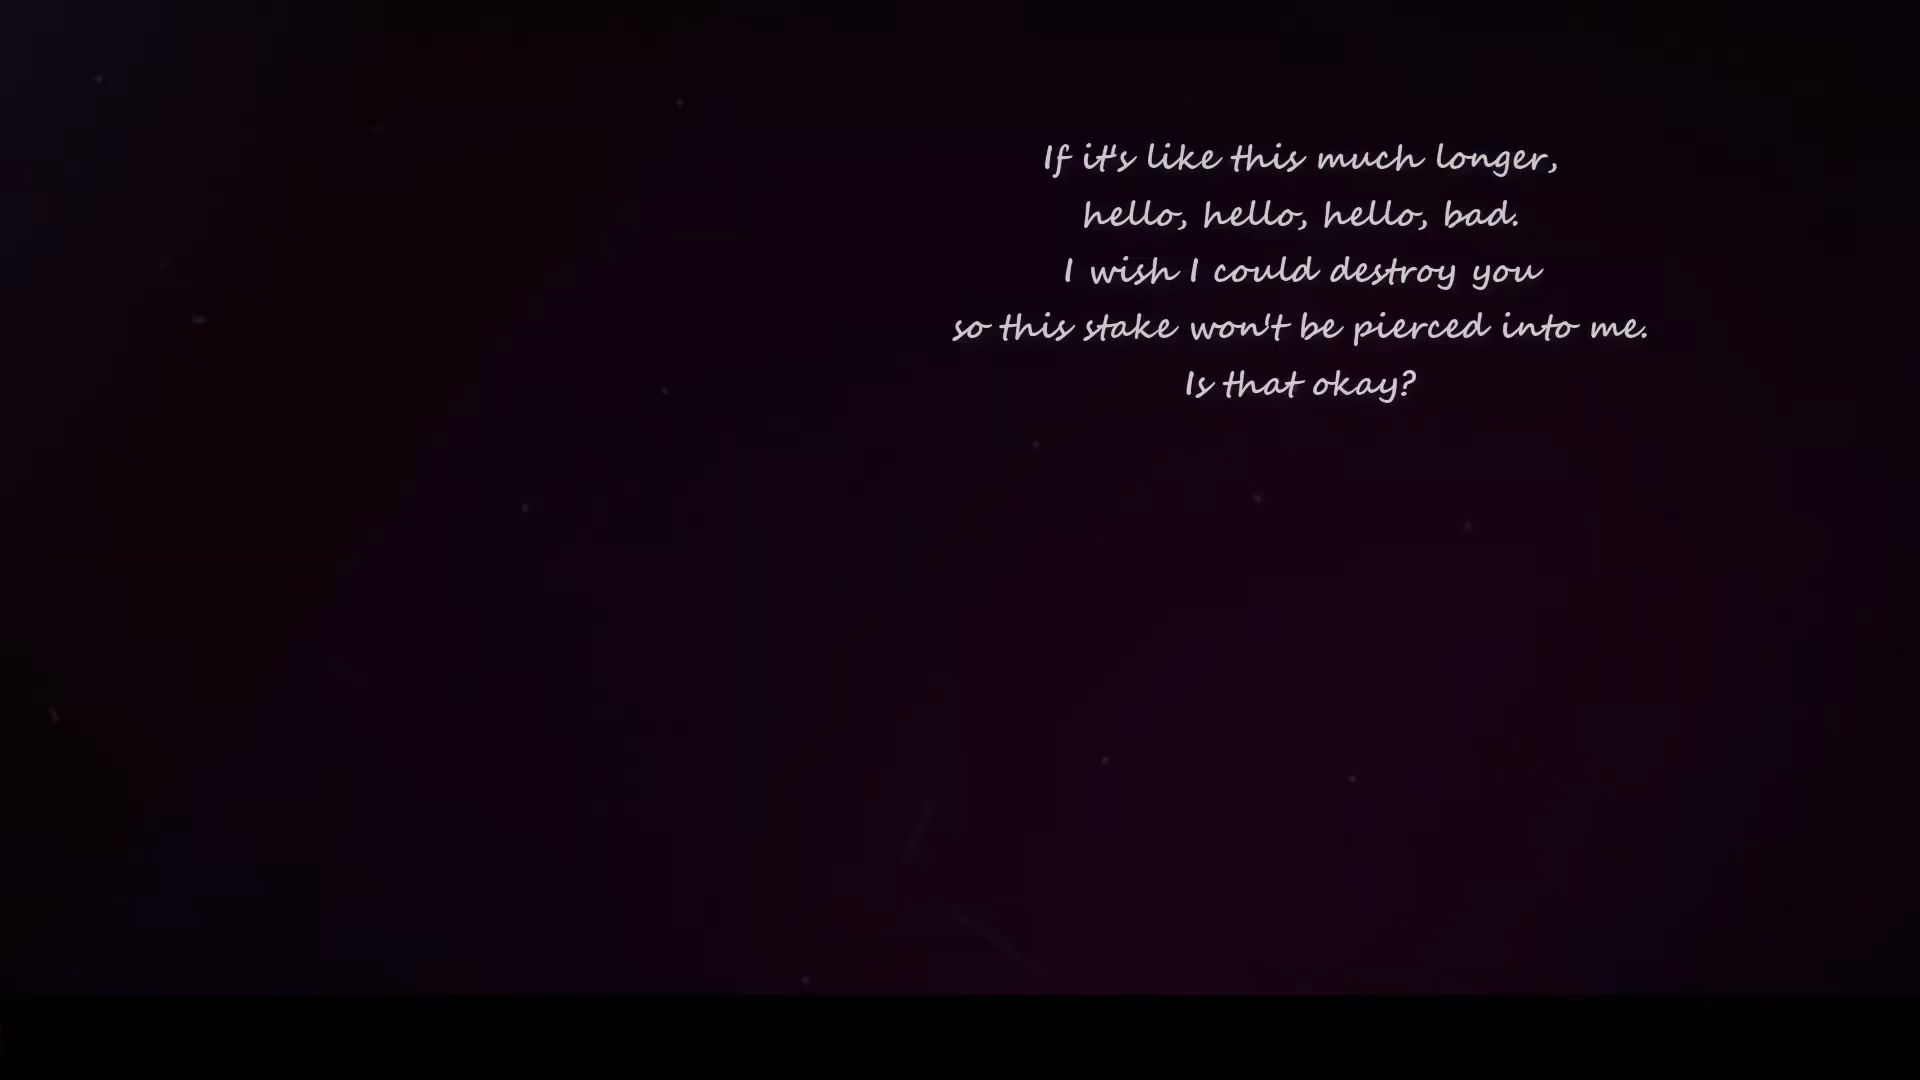 If it's like this much longer,
hello, hello, hello, bad.
I wish I could destroy you
so this stake won't be pierced into me.
Is that okay?